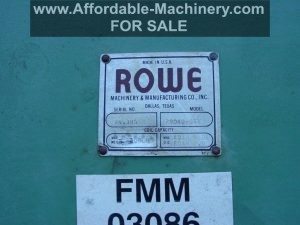 www.Affordable-Machinery.com
FOR SALE
MADE IN U.S.A.
ROWE
MACHINERY & MANUFACTURING CO., INC.
DALLAS, TEXAS
SERIAL NO.
MODEL
COIL CAPACITY
FMM
03086